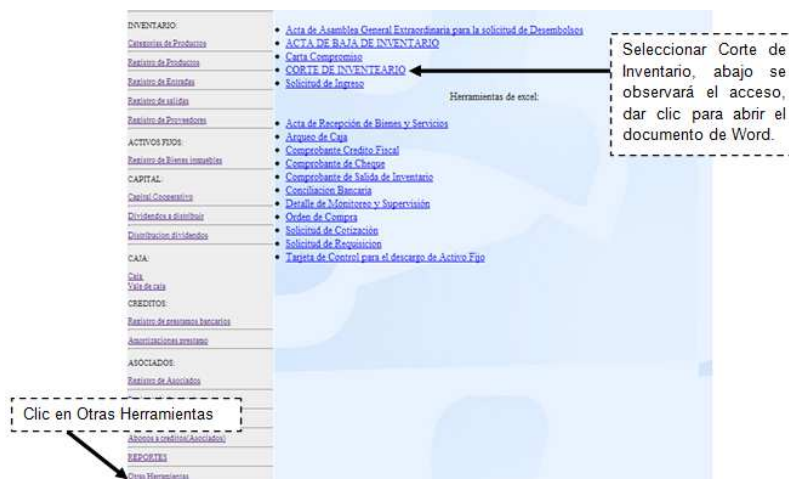 INVENTARIO:
Categorias de Productos
Registro de Productos
Registro de Entradas
Registro de salidas
Registro de Proveedores
ACTIVOS FIJOS:
Registro de Bienes inmuebles
CAPITAL:
Capital Cooperativo
Dividendos a distribuir
Distribucion dividendos
CAJA:
Caja
Vale de caja
CREDITOS:
Registro de prestamos bancarios
Amortizaciones prestamo
ASOCIADOS:
Registro de Asociados
Abonos a creditos(Asociados)
REPORTES
Otras Herramientas
Acta de Asamblea General Extraordinaria para la solicitud de Desembolsos
ACTA DE BAJA DE INVENTARIO
Carta Compromiso
CORTE DE INVENTEARIO
Solicitud de Ingreso
Herramientas de excel:
Acta de Recepción de Bienes y Servicios
Arqueo de Caja
Comprobante Credito Fiscal
Comprobante de Cheque
Comprobante de Salida de Inventario
Conciliacion Bancaria
Detalle de Monitoreo y Supervisión
Orden de Compra
Solicitud de Cotización
Solicitud de Requisicion
Tarjeta de Control para el descargo de Activo Fijo
Seleccionar Corte de
Inventario, abajo se
observará el acceso,
dar clic para abrir el
documento de Word.
Clic en Otras Herramientas